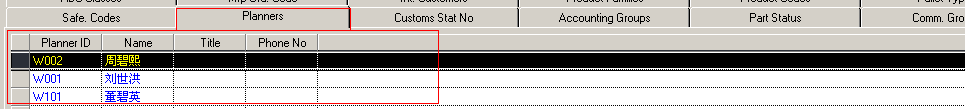 Safe. Codes Planners Customs Stat No Accounting Groups Part Status Comm. Gro
Planner ID Name Title Phone No
W002 周碧熙
W001 刘世洪
W101 董碧英